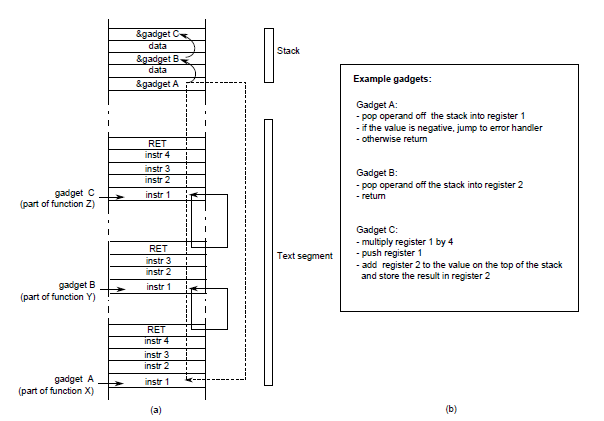 &gadget C
data
&gadget B
data
&gadget A
Stack
RET
instr 4
instr 3
instr 2
instr 1
gadget C
(part of function Z)
RET
instr 3
instr 2
instr 1
gadget B
(part of function Y)
Text segment
RET
instr 4
instr 3
instr 2
instr 1
gadget A
(part of function X)
(a)
Example gadgets:
Gadget A:
- pop operand off the stack into register 1
- if the value is negative, jump to error handler
- otherwise return
Gadget B:
- pop operand off the stack into register 2
- return
Gadget C:
- multiply register 1 by 4
- push register 1
- add register 2 to the value on the top of the stack
and store the result in register 2
(b)